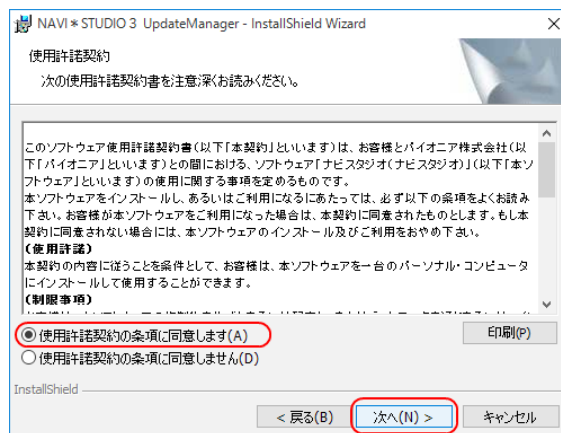 NAVI＊STUDIO 3 UpdateManager - InstallShield Wizard
使用許諾契約
次の使用許諾契約書を注意深くお読みください。
このソフトウェア使用許諾契約書（以下「本契約」といいます）は、お客様とパイオニア株式会社（以
下「パイオニア」といいます）との間における、ソフトウェア「ナビスタジオ（ナビスタジオ）」（以下「本ソ
フトウェア」といいます）の使用に関する事項を定めるものです。
本ソフトウェアをインストールし、あるいはご利用になるにあたっては、必ず以下の条項をよくお読み
下さい。お客様が本ソフトウェアをご利用になった場合は、本契約に同意されたものとします。もし本
契約に同意されない場合には、本ソフトウェアのインストール及びご利用をおやめ下さい。
（使用許諾）
本契約の内容に従うことを条件として、お客様は、本ソフトウェアを一台のパーソナル・コンピュータ
にインストールして使用することができます。
（制限事項）
使用許諾契約の条項に同意します(A)
印刷(P)
使用許諾契約の条項に同意しません(D)
InstallShield
< 戻る(B)
次へ(N) >
キャンセル